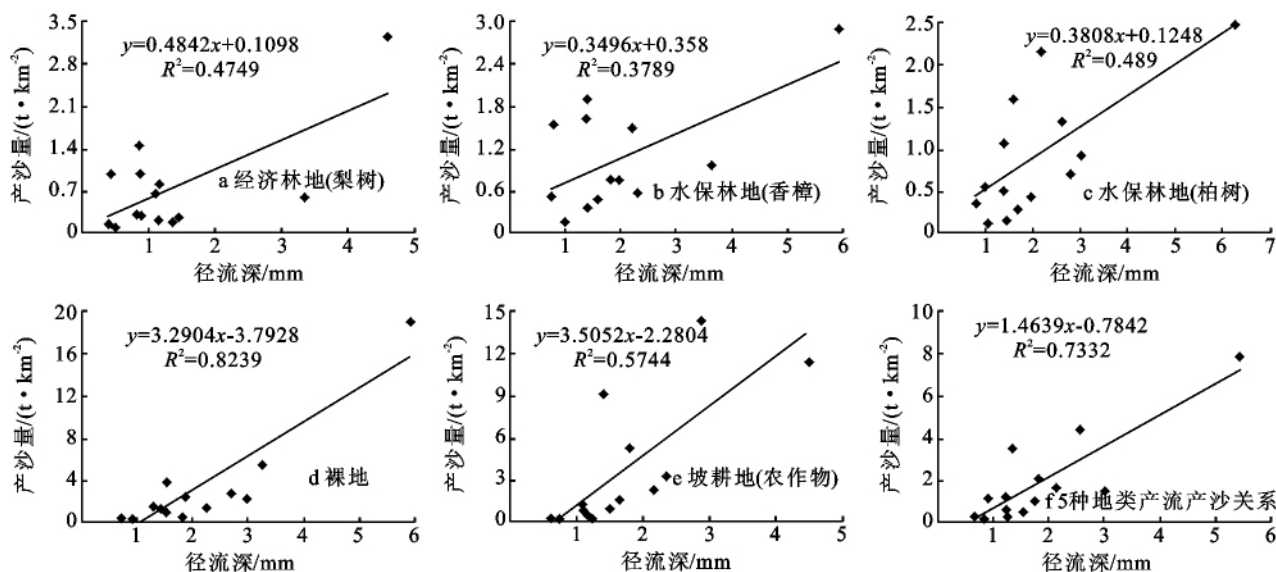 3.5
2.8
2.1
1.4
0.7
0
产沙量/(t·km⁻²)
y=0.4842x+0.1098
R²=0.4749
a 经济林地(梨树)
1 2 3 4 5
径流深/mm
3.0
2.4
1.8
1.2
0.6
0
产沙量/(t·km⁻²)
y=0.3496x+0.358
R²=0.3789
b 水保林地(香樟)
1 2 3 4 5 6
径流深/mm
2.5
2.0
1.5
1.0
0.5
0
产沙量/(t·km⁻²)
y=0.3808x+0.1248
R²=0.489
c 水保林地(柏树)
1 2 3 4 5 6 7
径流深/mm
20
16
12
8
4
0
产沙量/(t·km⁻²)
y=3.2904x-3.7928
R²=0.8239
d 裸地
1 2 3 4 5 6
径流深/mm
15
12
9
6
3
0
产沙量/(t·km⁻²)
y=3.5052x-2.2804
R²=0.5744
e 坡耕地(农作物)
1 2 3 4 5
径流深/mm
10
8
6
4
2
0
产沙量/(t·km⁻²)
y=1.4639x-0.7842
R²=0.7332
f 5种地类产流产沙关系
1 2 3 4 5 6
径流深/mm